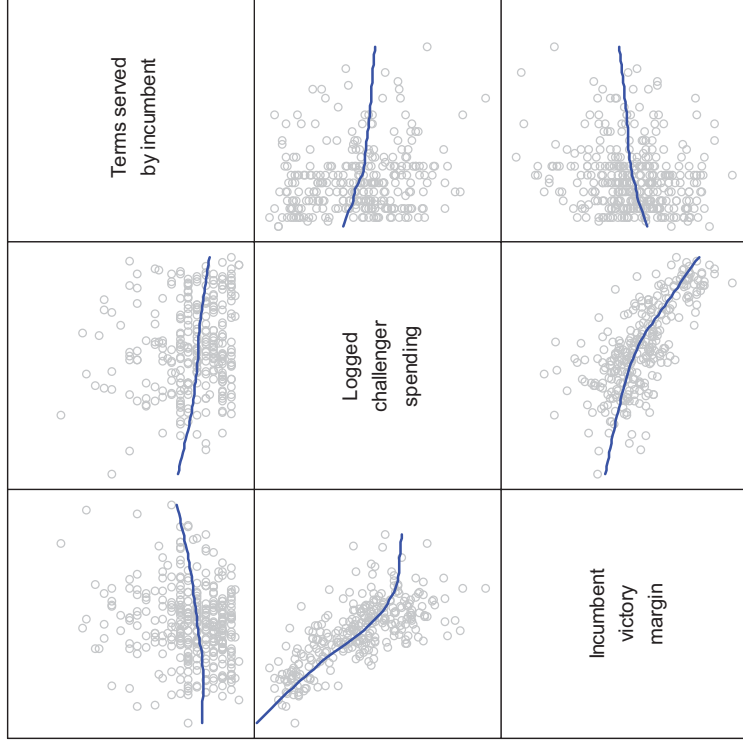 Terms served
by incumbent
Logged
challenger
spending
Incumbent
victory
margin